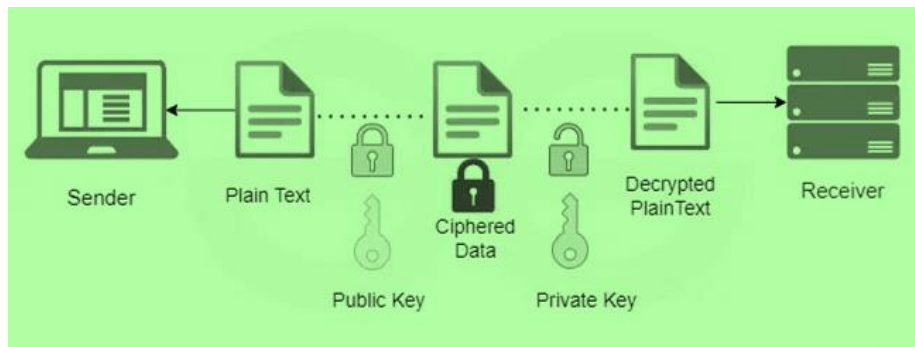 Sender
Plain Text
Ciphered
Data
Decrypted
PlainText
Receiver
Public Key
Private Key